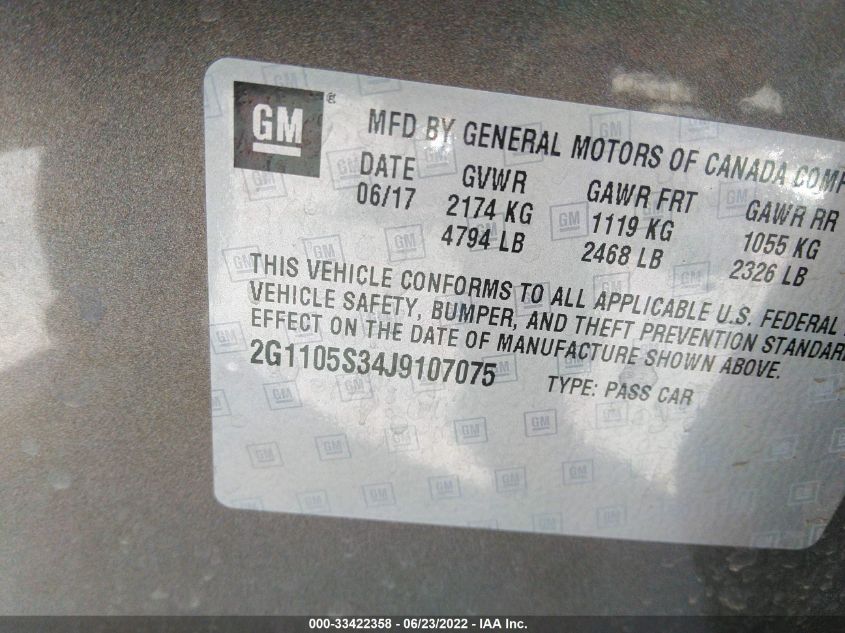 GM ®
MFD BY GENERAL MOTORS OF CANADA
DATE GVWR GAWR FRT GAWR RR
06/17 2174 KG 1119 KG 1055 KG
4794 LB 2468 LB 2326 LB
THIS VEHICLE CONFORMS TO ALL APPLICABLE U.S. FEDERAL
VEHICLE SAFETY, BUMPER, AND THEFT PREVENTION
EFFECT ON THE DATE OF MANUFACTURE SHOWN ABOVE.
2G1105S34J9107075 TYPE: PASS CAR
000-33422358 - 06/23/2022 - IAA Inc.